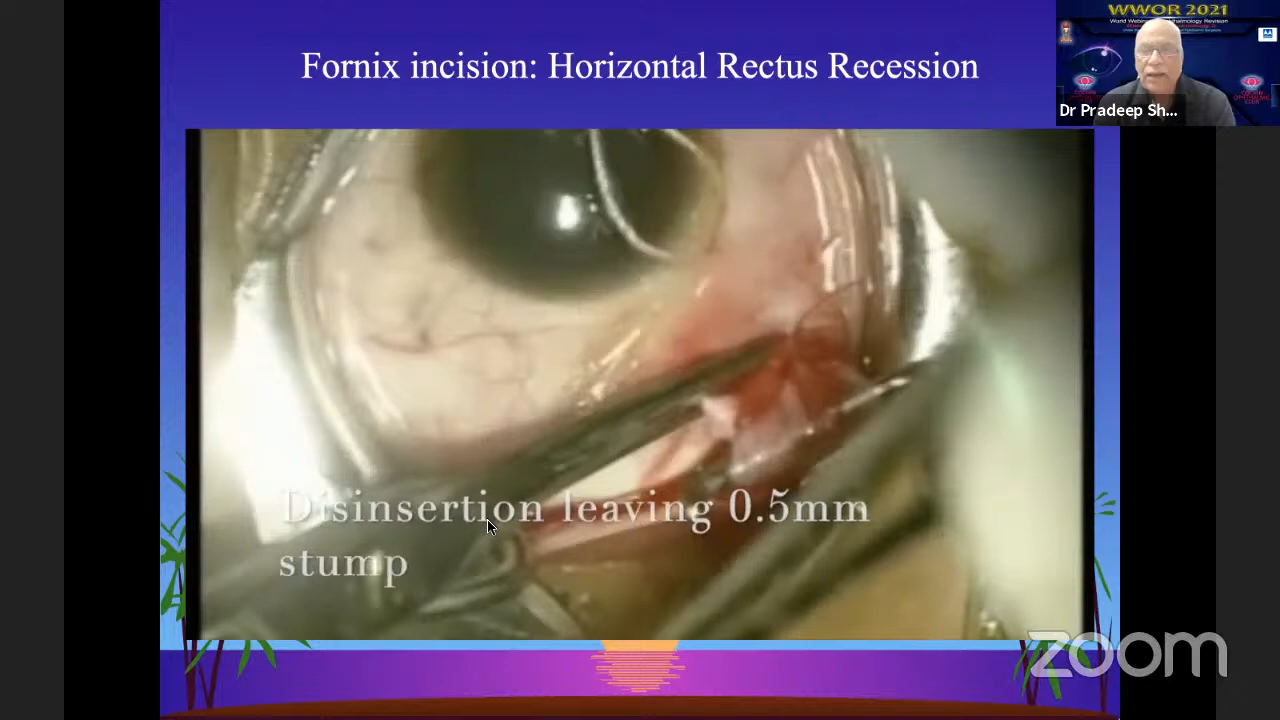 Fornix incision: Horizontal Rectus Recession
WWOR 2021
Dr Pradeep Sh...
Disinsertion leaving 0.5mm
stump
zoom